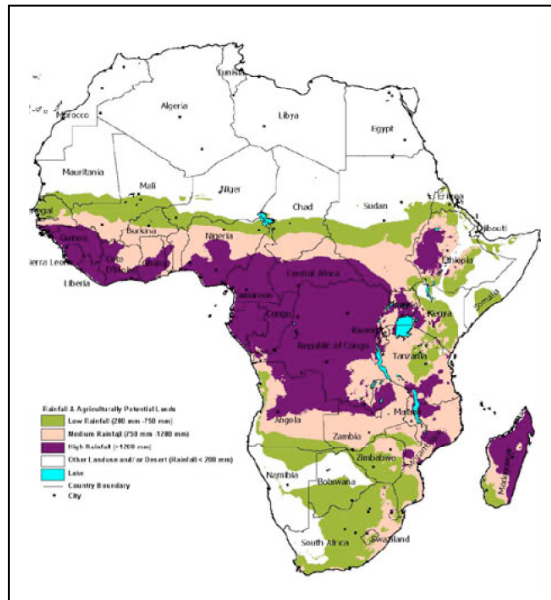 Tunisia
Morocco
Algeria
Libya
Egypt
Mauritania
Mali
Niger
Chad
Sudan
Eritrea
Burkina
Nigeria
Djibouti
Guinea
Ethiopia
Liberia
Central Africa
Somalia
Cameroon
Congo
Kenya
Republic of Congo
Tanzania
Rainfall & Agriculturally Potential Lands
Low Rainfall (200 mm -750 mm)
Medium Rainfall (750 mm -1200 mm)
High Rainfall (>1200 mm)
Other Landuse and/or Desert (Rainfall < 200 mm)
Lake
Country Boundary
City
Angola
Zambia
Zimbabwe
Namibia
Botswana
South Africa
Swaziland